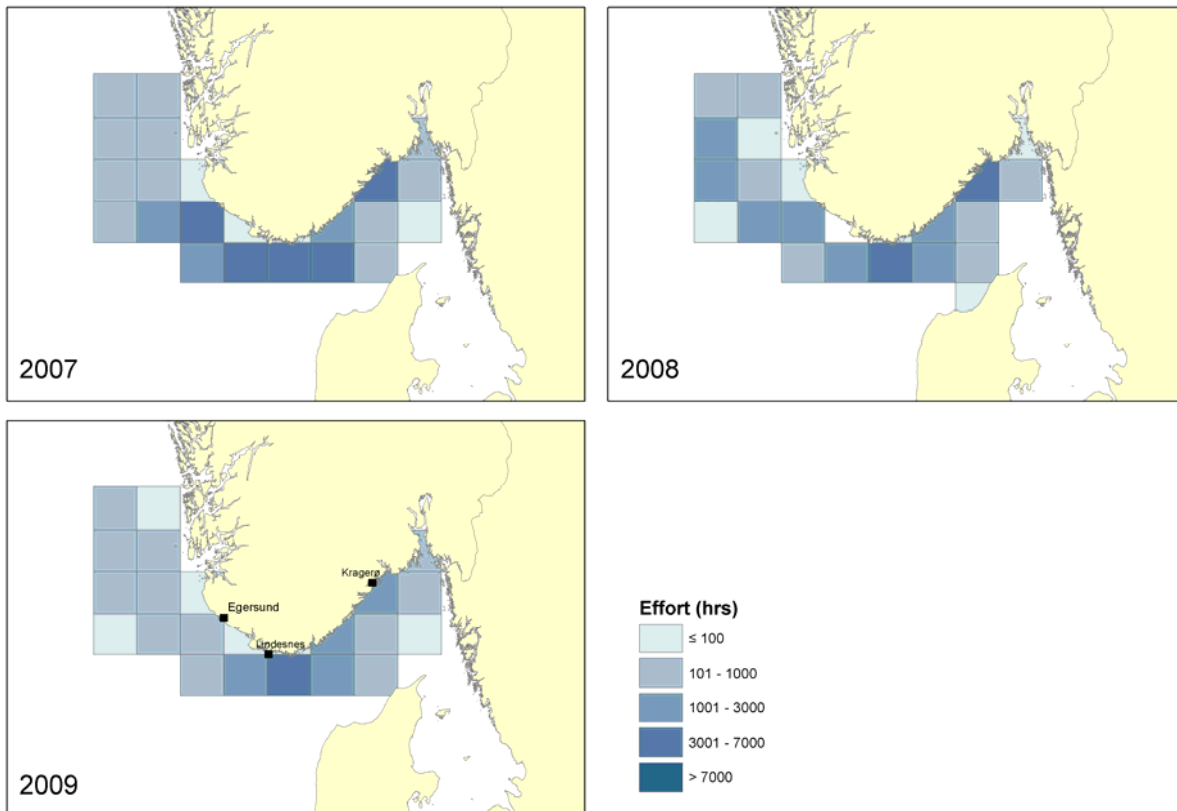 2007
2008
Kragerø
Egersund
Lindesnes
2009
Effort (hrs)
≤ 100
101 - 1000
1001 - 3000
3001 - 7000
> 7000